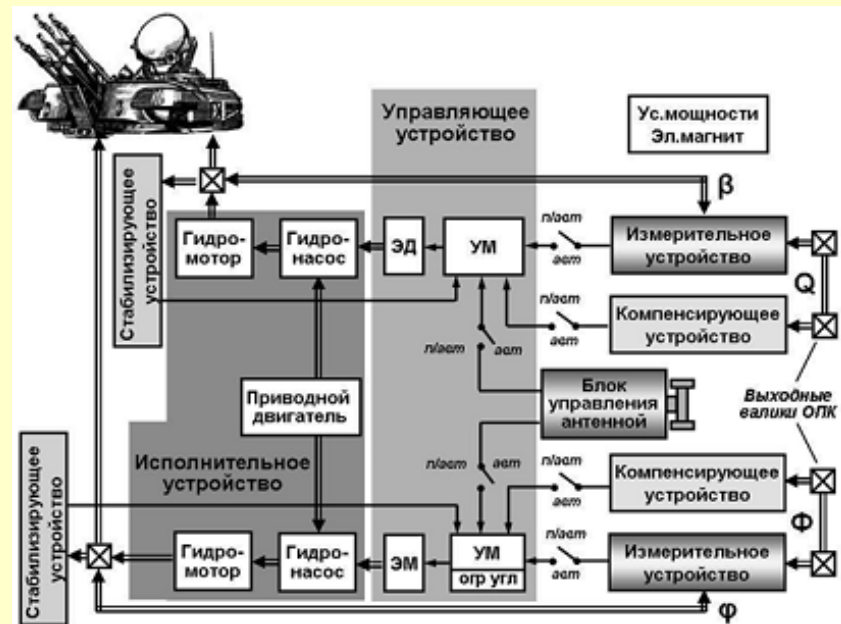 Управляющее
устройство
Ус.мощности
Эл.магнит
β
Стабилизирующее
устройство
Гидро-
мотор
Гидро-
насос
ЭД
УМ
п/авт
авт
Измерительное
устройство
Q
п/авт
авт
Компенсирующее
устройство
п/авт
авт
Блок
управления
антенной
Выходные
валики ОПК
Приводной
двигатель
Исполнительное
устройство
п/авт
авт
п/авт
авт
Компенсирующее
устройство
Ф
Стабилизирующее
устройство
Гидро-
мотор
Гидро-
насос
ЭМ
УМ
огр угл
п/авт
авт
Измерительное
устройство
φ